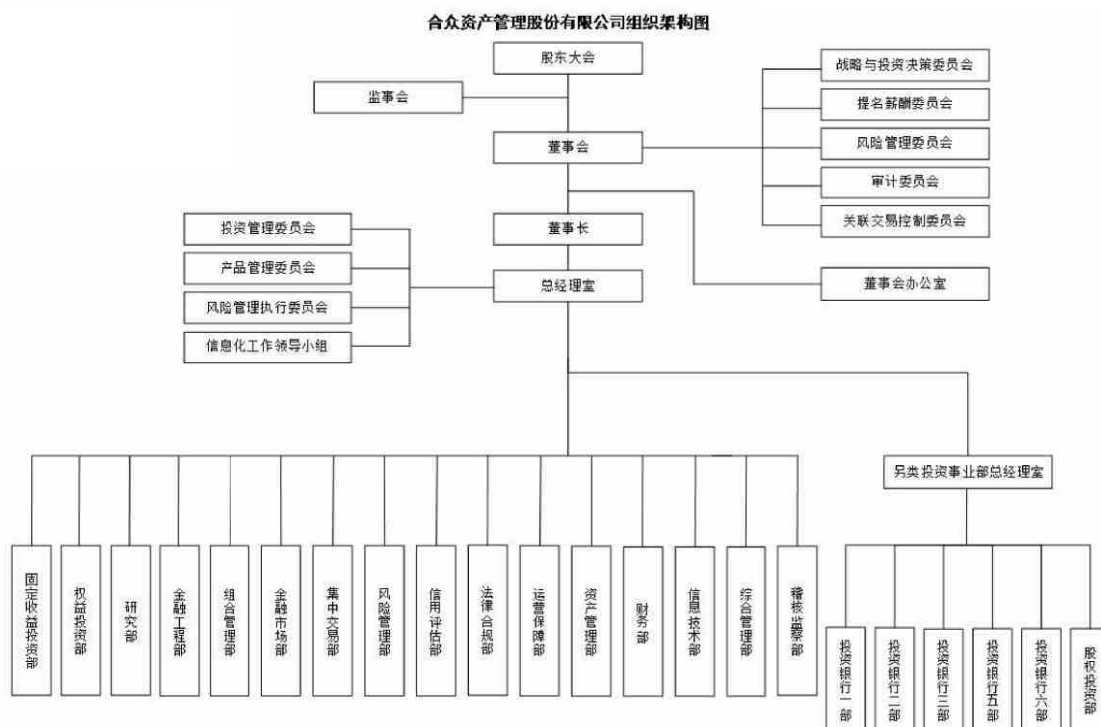 合众资产管理股份有限公司组织架构图
股东大会
监事会
董事会
战略与投资决策委员会
提名薪酬委员会
风险管理委员会
审计委员会
关联交易控制委员会
董事长
董事会办公室
总经理室
投资管理委员会
产品管理委员会
风险管理执行委员会
信息化工作领导小组
另类投资事业部总经理室
固定收益投资部
权益投资部
研究部
金融工程部
组合管理部
金融市场部
集中交易部
风险管理部
信用评估部
法律合规部
运营保障部
资产管理部
财务部
信息技术部
综合管理部
稽核监察部
投资银行一部
投资银行二部
投资银行三部
投资银行五部
投资银行六部
股权投资部